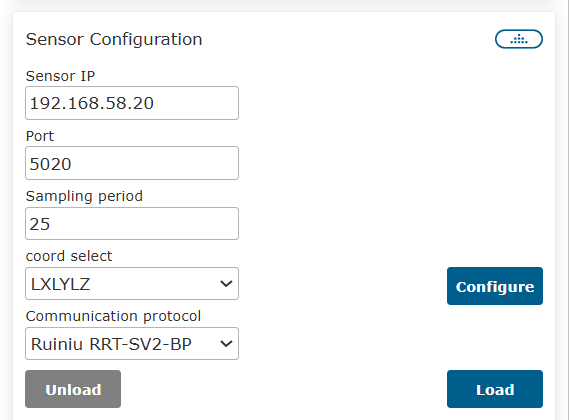 Sensor Configuration
Sensor IP
192.168.58.20
Port
5020
Sampling period
25
coord select
LXLYLZ
Configure
Communication protocol
Ruiniu RRT-SV2-BP
Unload
Load